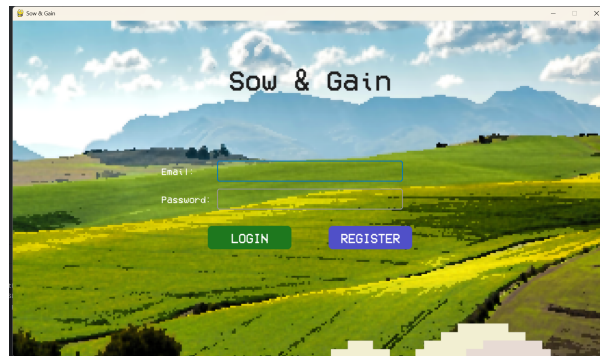 Sow & Gain
Sow & Gain
Email:
Password:
LOGIN
REGISTER